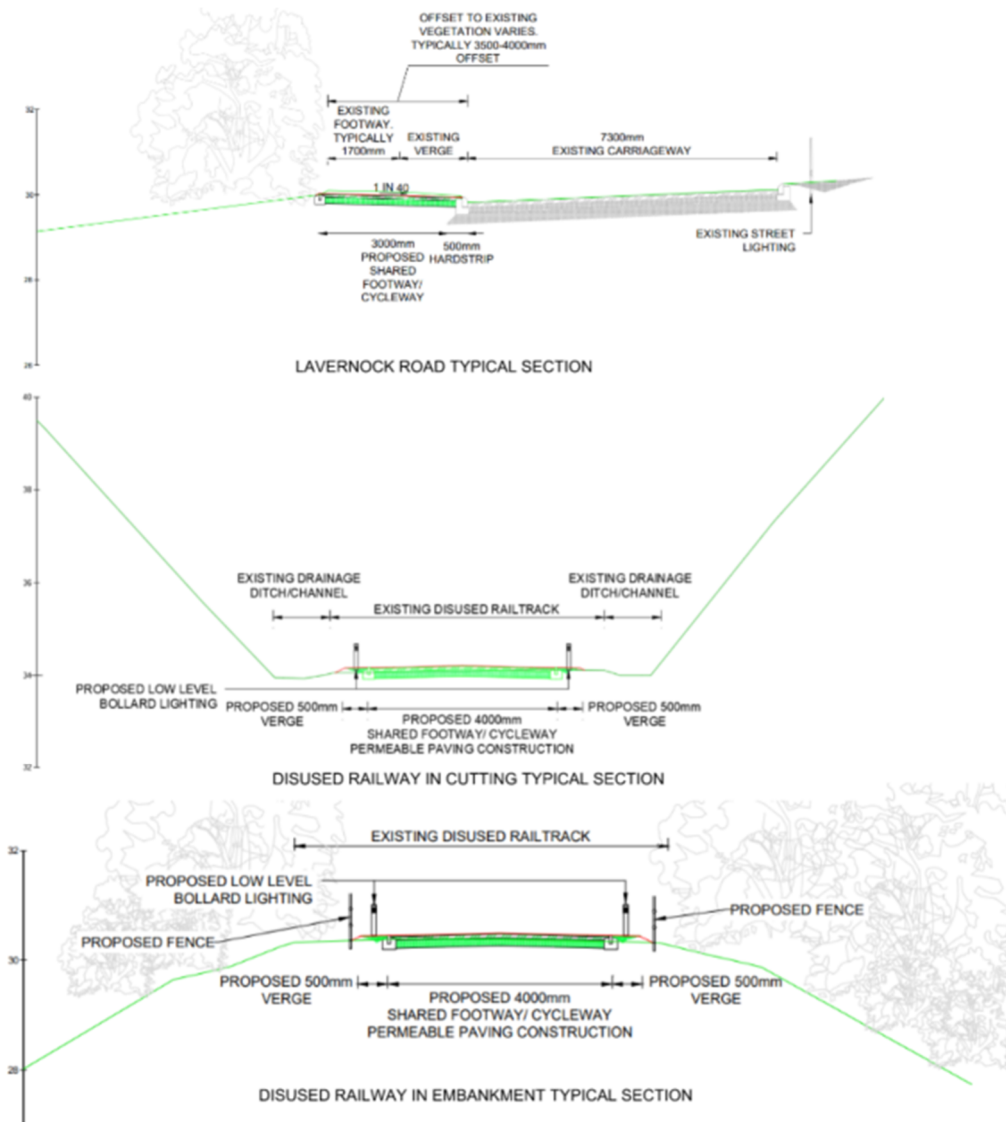 OFFSET TO EXISTING
VEGETATION VARIES.
TYPICALLY 3500-4000mm
OFFSET
32
EXISTING
FOOTWAY.
TYPICALLY
1700mm
EXISTING
VERGE
7300mm
EXISTING CARRIAGEWAY
30
1 IN 40
EXISTING STREET
LIGHTING
3000mm
PROPOSED
SHARED
FOOTWAY/
CYCLEWAY
500mm
HARDSTRIP
28
26
LAVERNOCK ROAD TYPICAL SECTION
40
38
36
EXISTING DRAINAGE
DITCH/CHANNEL
EXISTING DISUSED RAILTRACK
EXISTING DRAINAGE
DITCH/CHANNEL
34
PROPOSED LOW LEVEL
BOLLARD LIGHTING
PROPOSED 500mm
VERGE
PROPOSED 4000mm
SHARED FOOTWAY/ CYCLEWAY
PERMEABLE PAVING CONSTRUCTION
PROPOSED 500mm
VERGE
32
DISUSED RAILWAY IN CUTTING TYPICAL SECTION
32
EXISTING DISUSED RAILTRACK
PROPOSED LOW LEVEL
BOLLARD LIGHTING
PROPOSED FENCE
PROPOSED FENCE
30
PROPOSED 500mm
VERGE
PROPOSED 4000mm
SHARED FOOTWAY/ CYCLEWAY
PERMEABLE PAVING CONSTRUCTION
PROPOSED 500mm
VERGE
28
DISUSED RAILWAY IN EMBANKMENT TYPICAL SECTION